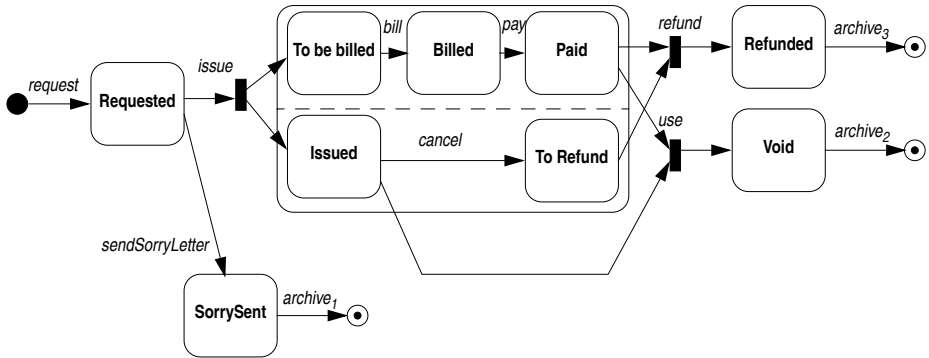 bill
pay
refund
To be billed
Billed
Paid
Refunded
archive3
request
issue
Requested
use
Issued
cancel
To Refund
Void
archive2
sendSorryLetter
SorrySent
archive1